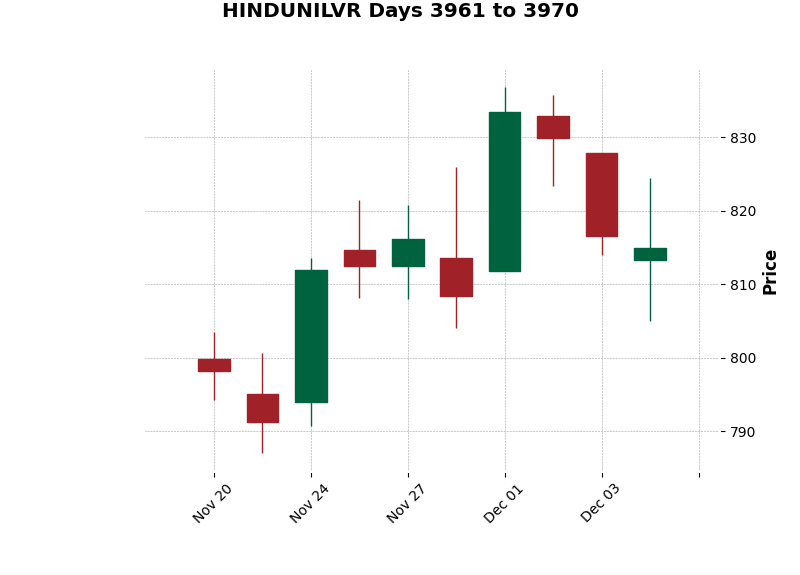 HINDUNILVR Days 3961 to 3970
830
820
810
800
790
Price
Nov 20
Nov 24
Nov 27
Dec 01
Dec 03